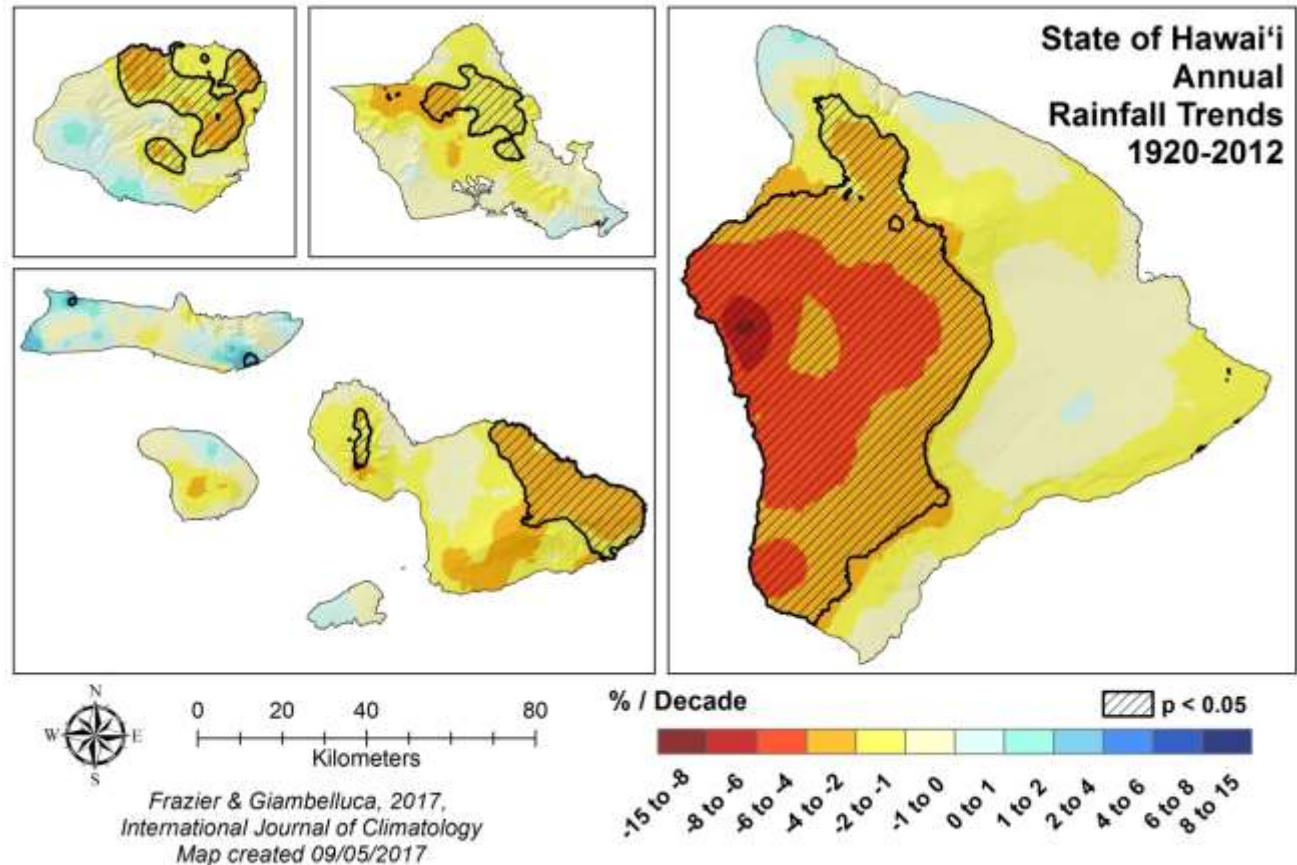 State of Hawaiʻi
Annual
Rainfall Trends
1920-2012
N
W E
S
0 20 40 80
Kilometers
Frazier & Giambelluca, 2017,
International Journal of Climatology
Map created 09/05/2017
% / Decade
p < 0.05
-15 to -8
-8 to -6
-6 to -4
-4 to -2
-2 to -1
-1 to 0
0 to 1
1 to 2
2 to 4
4 to 6
6 to 8
8 to 15